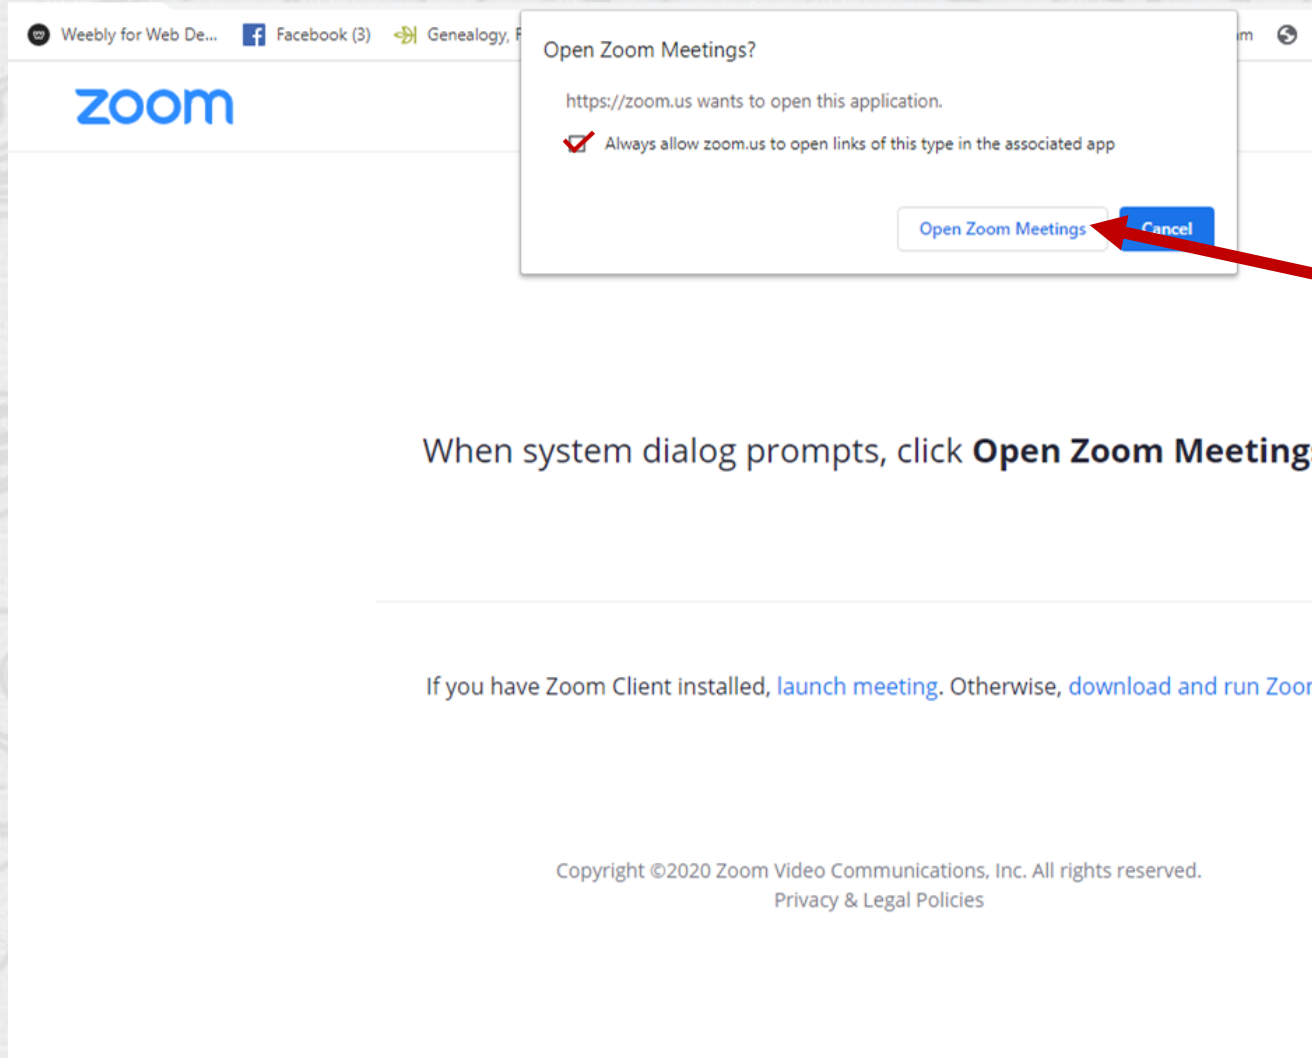 Weebly for Web De... Facebook (3) Genealogy,
zoom
Open Zoom Meetings?
https://zoom.us wants to open this application.
Always allow zoom.us to open links of this type in the associated app
Open Zoom Meetings Cancel
When system dialog prompts, click Open Zoom Meetings
If you have Zoom Client installed, launch meeting. Otherwise, download and run Zoom
Copyright ©2020 Zoom Video Communications, Inc. All rights reserved.
Privacy & Legal Policies